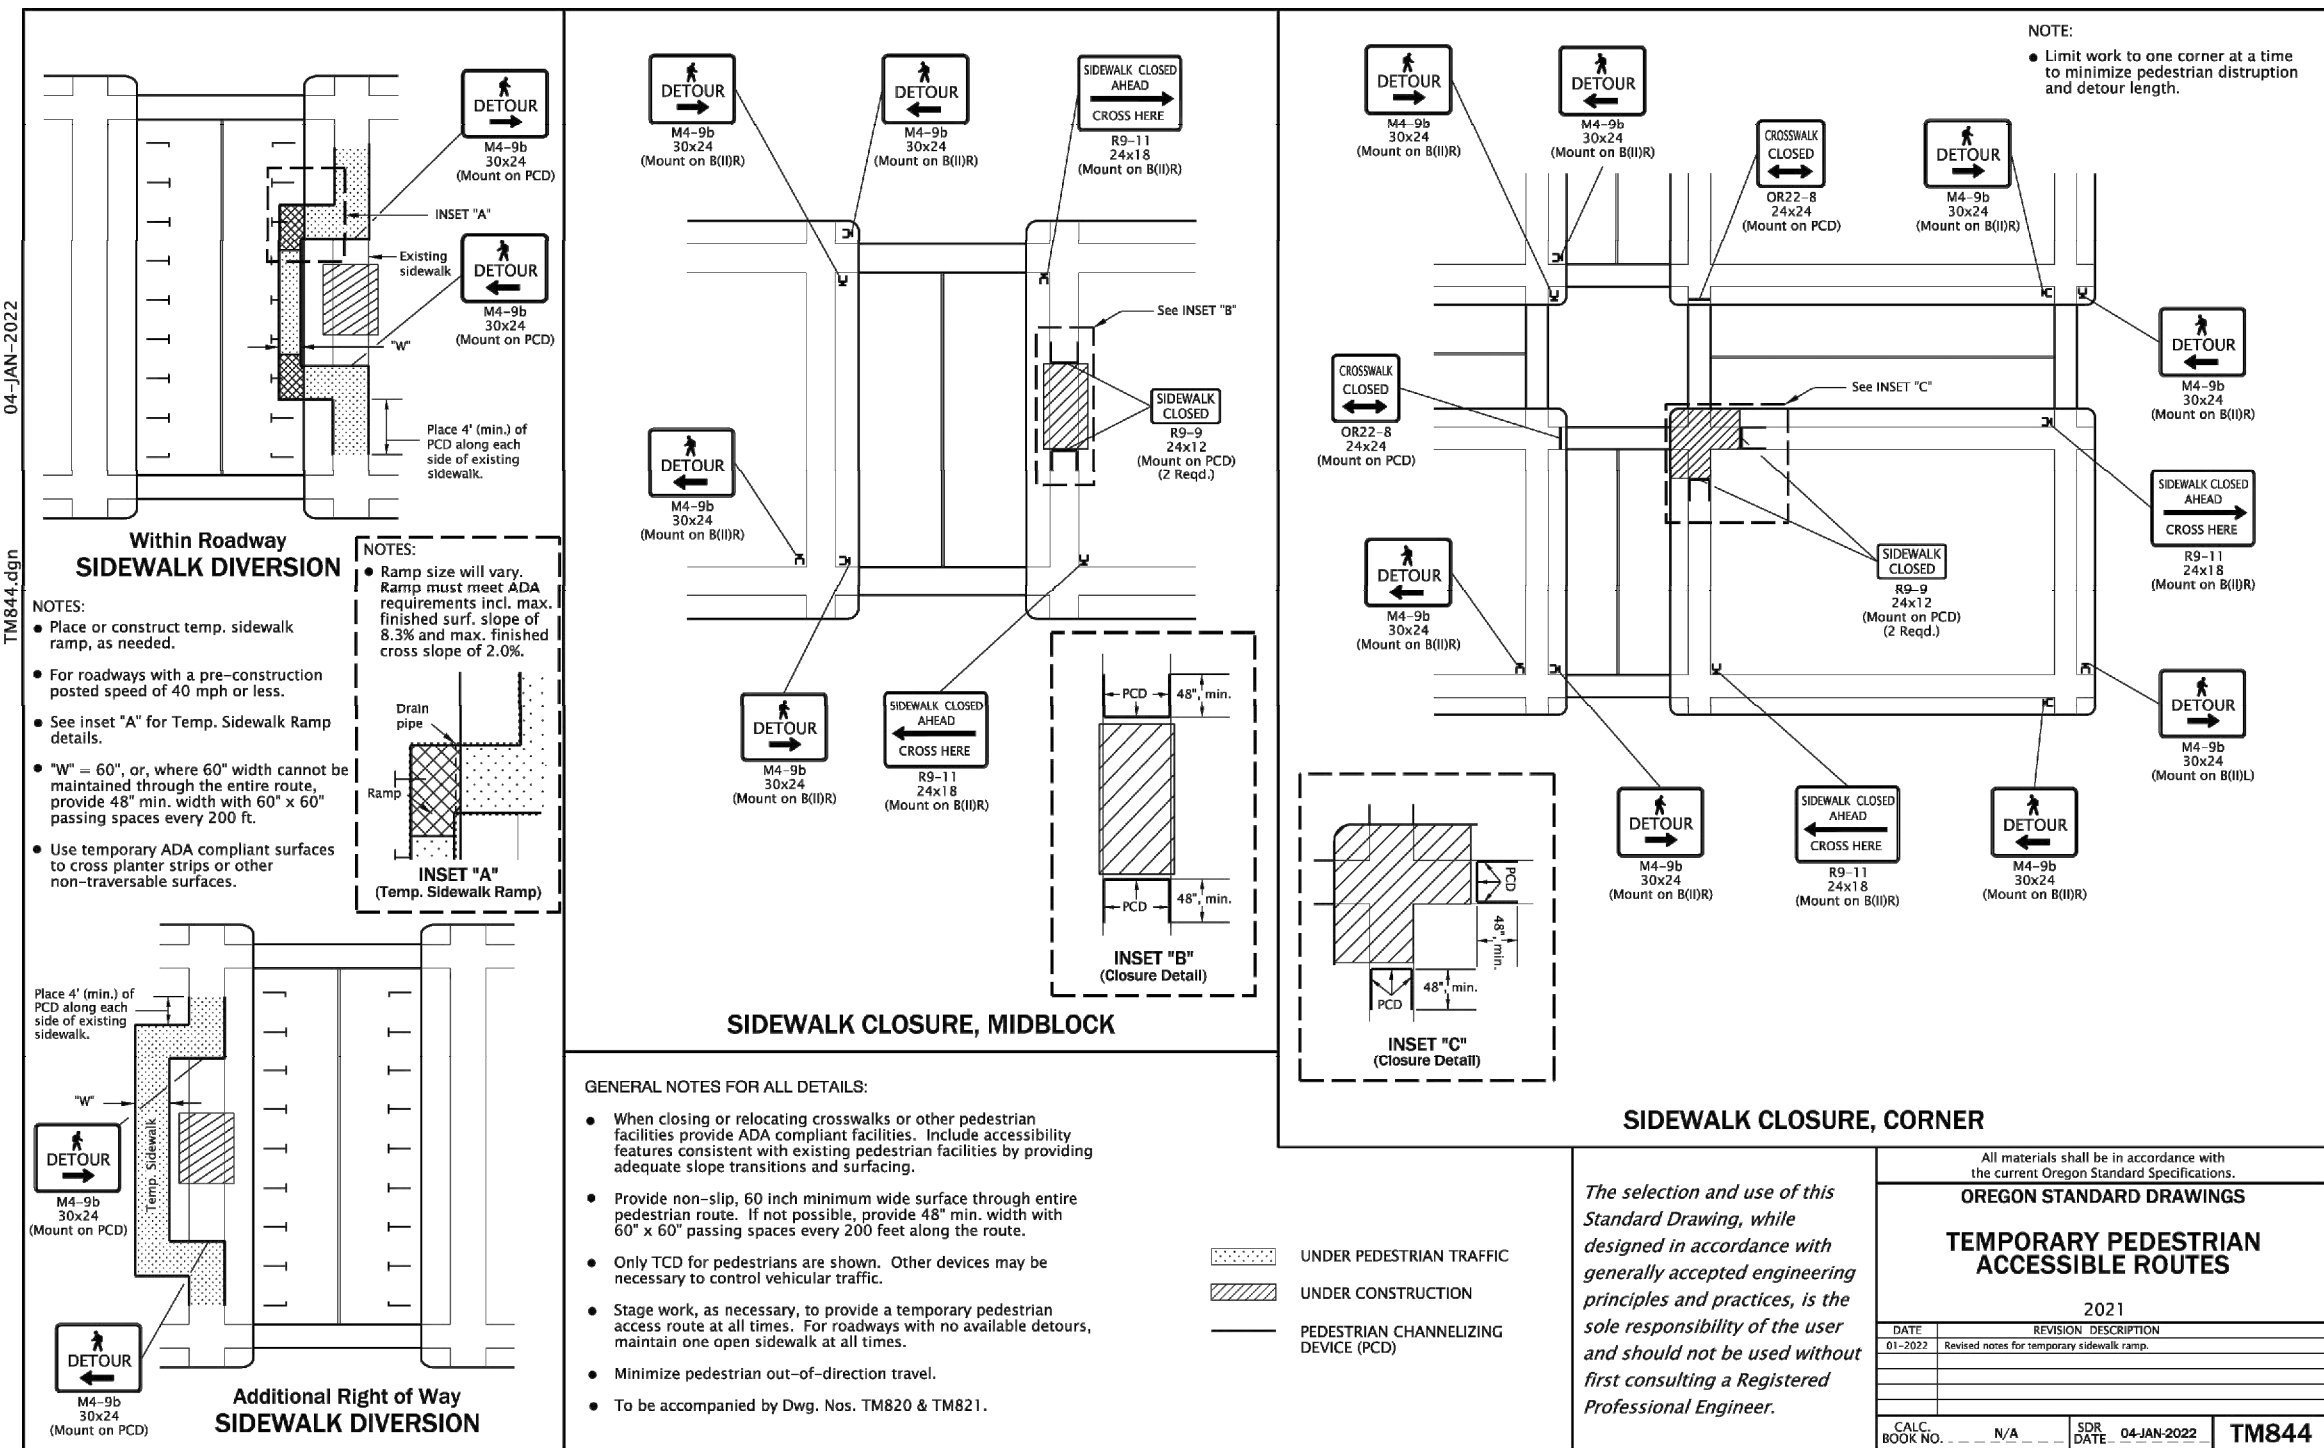 04-JAN-2022
TM844.dgn
DETOUR
M4-9b
30x24
(Mount on PCD)
INSET "A"
Existing
sidewalk
DETOUR
M4-9b
30x24
(Mount on PCD)
"W"
Place 4' (min.) of
PCD along each
side of existing
sidewalk.
Within Roadway
SIDEWALK DIVERSION
NOTES:
● Place or construct temp. sidewalk
ramp, as needed.
● For roadways with a pre-construction
posted speed of 40 mph or less.
● See inset "A" for Temp. Sidewalk Ramp
details.
● "W" = 60", or, where 60" width cannot be
maintained through the entire route,
provide 48" min. width with 60" x 60"
passing spaces every 200 ft.
● Use temporary ADA compliant surfaces
to cross planter strips or other
non-traversable surfaces.
NOTES:
● Ramp size will vary.
Ramp must meet ADA
requirements incl. max.
finished surf. slope of
8.3% and max. finished
cross slope of 2.0%.
Drain
pipe
Ramp
INSET "A"
(Temp. Sidewalk Ramp)
Place 4' (min.) of
PCD along each
side of existing
sidewalk.
"W"
Temp. Sidewalk
DETOUR
M4-9b
30x24
(Mount on PCD)
DETOUR
M4-9b
30x24
(Mount on PCD)
Additional Right of Way
SIDEWALK DIVERSION
DETOUR
M4-9b
30x24
(Mount on B(II)R)
DETOUR
M4-9b
30x24
(Mount on B(II)R)
SIDEWALK CLOSED
AHEAD
CROSS HERE
R9-11
24x18
(Mount on B(II)R)
See INSET "B"
SIDEWALK
CLOSED
R9-9
24x12
(Mount on PCD)
(2 Reqd.)
DETOUR
M4-9b
30x24
(Mount on B(II)R)
DETOUR
M4-9b
30x24
(Mount on B(II)R)
SIDEWALK CLOSED
AHEAD
CROSS HERE
R9-11
24x18
(Mount on B(II)R)
PCD
48", min.
PCD
48", min.
INSET "B"
(Closure Detail)
SIDEWALK CLOSURE, MIDBLOCK
GENERAL NOTES FOR ALL DETAILS:
● When closing or relocating crosswalks or other pedestrian
facilities provide ADA compliant facilities. Include accessibility
features consistent with existing pedestrian facilities by providing
adequate slope transitions and surfacing.
● Provide non-slip, 60 inch minimum wide surface through entire
pedestrian route. If not possible, provide 48" min. width with
60" x 60" passing spaces every 200 feet along the route.
● Only TCD for pedestrians are shown. Other devices may be
necessary to control vehicular traffic.
● Stage work, as necessary, to provide a temporary pedestrian
access route at all times. For roadways with no available detours,
maintain one open sidewalk at all times.
● Minimize pedestrian out-of-direction travel.
● To be accompanied by Dwg. Nos. TM820 & TM821.
UNDER PEDESTRIAN TRAFFIC
UNDER CONSTRUCTION
PEDESTRIAN CHANNELIZING
DEVICE (PCD)
NOTE:
● Limit work to one corner at a time
to minimize pedestrian distruption
and detour length.
DETOUR
M4-9b
30x24
(Mount on B(II)R)
DETOUR
M4-9b
30x24
(Mount on B(II)R)
CROSSWALK
CLOSED
OR22-8
24x24
(Mount on PCD)
DETOUR
M4-9b
30x24
(Mount on B(II)R)
DETOUR
M4-9b
30x24
(Mount on B(II)R)
CROSSWALK
CLOSED
OR22-8
24x24
(Mount on PCD)
See INSET "C"
SIDEWALK CLOSED
AHEAD
CROSS HERE
R9-11
24x18
(Mount on B(II)R)
SIDEWALK
CLOSED
R9-9
24x12
(Mount on PCD)
(2 Reqd.)
DETOUR
M4-9b
30x24
(Mount on B(II)R)
DETOUR
M4-9b
30x24
(Mount on B(II)L)
DETOUR
M4-9b
30x24
(Mount on B(II)R)
SIDEWALK CLOSED
AHEAD
CROSS HERE
R9-11
24x18
(Mount on B(II)R)
DETOUR
M4-9b
30x24
(Mount on B(II)R)
PCD
48", min.
PCD
48", min.
INSET "C"
(Closure Detail)
SIDEWALK CLOSURE, CORNER
The selection and use of this
Standard Drawing, while
designed in accordance with
generally accepted engineering
principles and practices, is the
sole responsibility of the user
and should not be used without
first consulting a Registered
Professional Engineer.
All materials shall be in accordance with
the current Oregon Standard Specifications.
OREGON STANDARD DRAWINGS
TEMPORARY PEDESTRIAN
ACCESSIBLE ROUTES
2021
DATE REVISION DESCRIPTION
01-2022 Revised notes for temporary sidewalk ramp.
CALC.
BOOK NO. N/A
SDR
DATE 04-JAN-2022
TM844